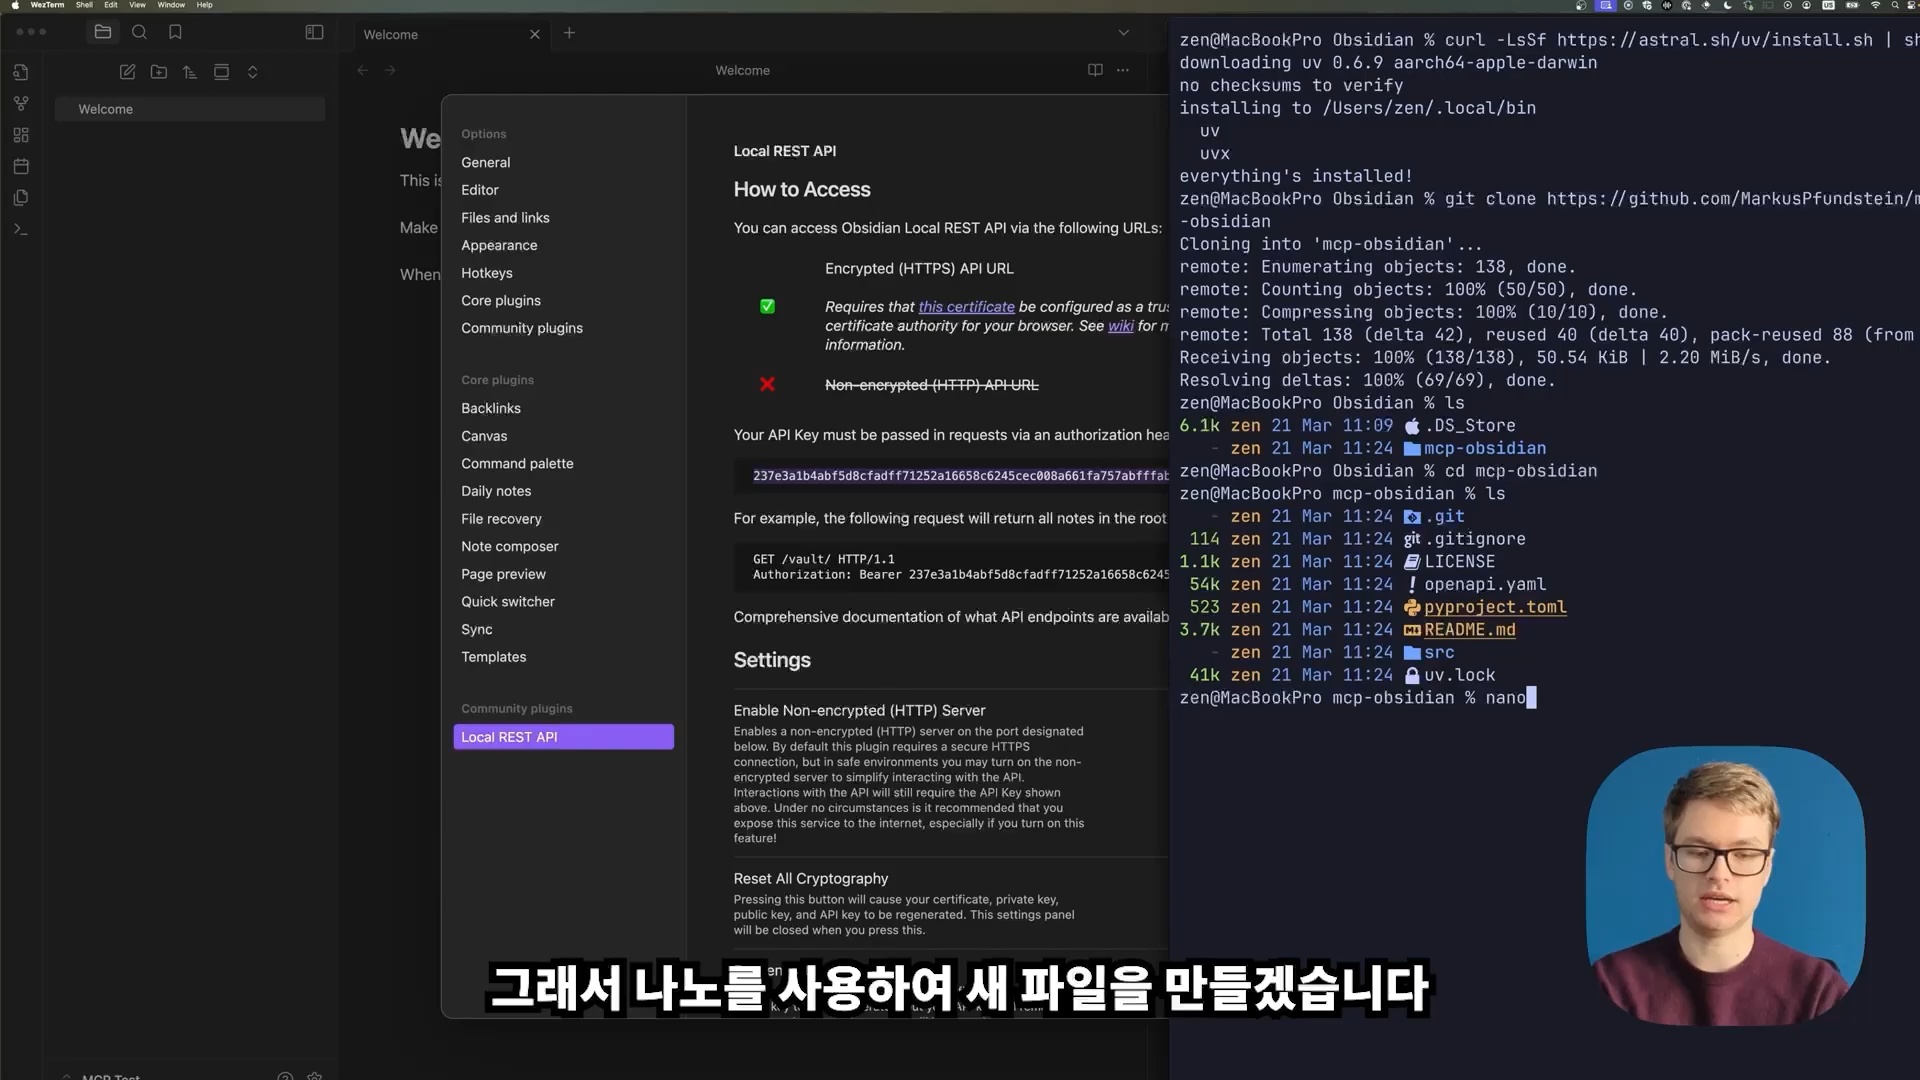 WezTerm Shell Edit View Window Help
Welcome
Welcome
Welcome
We
This is
Make
When
Options
General
Editor
Files and links
Appearance
Hotkeys
Core plugins
Community plugins
Core plugins
Backlinks
Canvas
Command palette
Daily notes
File recovery
Note composer
Page preview
Quick switcher
Sync
Templates
Community plugins
Local REST API
Local REST API
How to Access
You can access Obsidian Local REST API via the following URLs:
Encrypted (HTTPS) API URL
Requires that this certificate be configured as a trus
certificate authority for your browser. See wiki for m
information.
Non-encrypted (HTTP) API URL
Your API Key must be passed in requests via an authorization hea
237e3a1b4abf5d8cfadff71252a16658c6245cec008a661fa757abfffab
For example, the following request will return all notes in the root
GET /vault/ HTTP/1.1
Authorization: Bearer 237e3a1b4abf5d8cfadff71252a16658c6245
Comprehensive documentation of what API endpoints are availab
Settings
Enable Non-encrypted (HTTP) Server
Enables a non-encrypted (HTTP) server on the port designated
below. By default this plugin requires a secure HTTPS
connection, but in safe environments you may turn on the non-
encrypted server to simplify interacting with the API.
Interactions with the API will still require the API Key shown
above. Under no circumstances is it recommended that you
expose this service to the internet, especially if you turn on this
feature!
Reset All Cryptography
Pressing this button will cause your certificate, private key,
public key, and API key to be regenerated. This settings panel
will be closed when you press this.
zen@MacBookPro Obsidian % curl -LsSf https://astral.sh/uv/install.sh | sh
downloading uv 0.6.9 aarch64-apple-darwin
no checksums to verify
installing to /Users/zen/.local/bin
uv
uvx
everything's installed!
zen@MacBookPro Obsidian % git clone https://github.com/MarkusPfundstein/m
-obsidian
Cloning into 'mcp-obsidian'...
remote: Enumerating objects: 138, done.
remote: Counting objects: 100% (50/50), done.
remote: Compressing objects: 100% (10/10), done.
remote: Total 138 (delta 42), reused 40 (delta 40), pack-reused 88 (from
Receiving objects: 100% (138/138), 50.54 KiB | 2.20 MiB/s, done.
Resolving deltas: 100% (69/69), done.
zen@MacBookPro Obsidian % ls
6.1k zen 21 Mar 11:09 .DS_Store
- zen 21 Mar 11:24 mcp-obsidian
zen@MacBookPro Obsidian % cd mcp-obsidian
zen@MacBookPro mcp-obsidian % ls
- zen 21 Mar 11:24 .git
114 zen 21 Mar 11:24 git .gitignore
1.1k zen 21 Mar 11:24 LICENSE
54k zen 21 Mar 11:24 ! openapi.yaml
523 zen 21 Mar 11:24 pyproject.toml
3.7k zen 21 Mar 11:24 README.md
- zen 21 Mar 11:24 src
41k zen 21 Mar 11:24 uv.lock
zen@MacBookPro mcp-obsidian % nano
그래서 나노를 사용하여 새 파일을 만들겠습니다